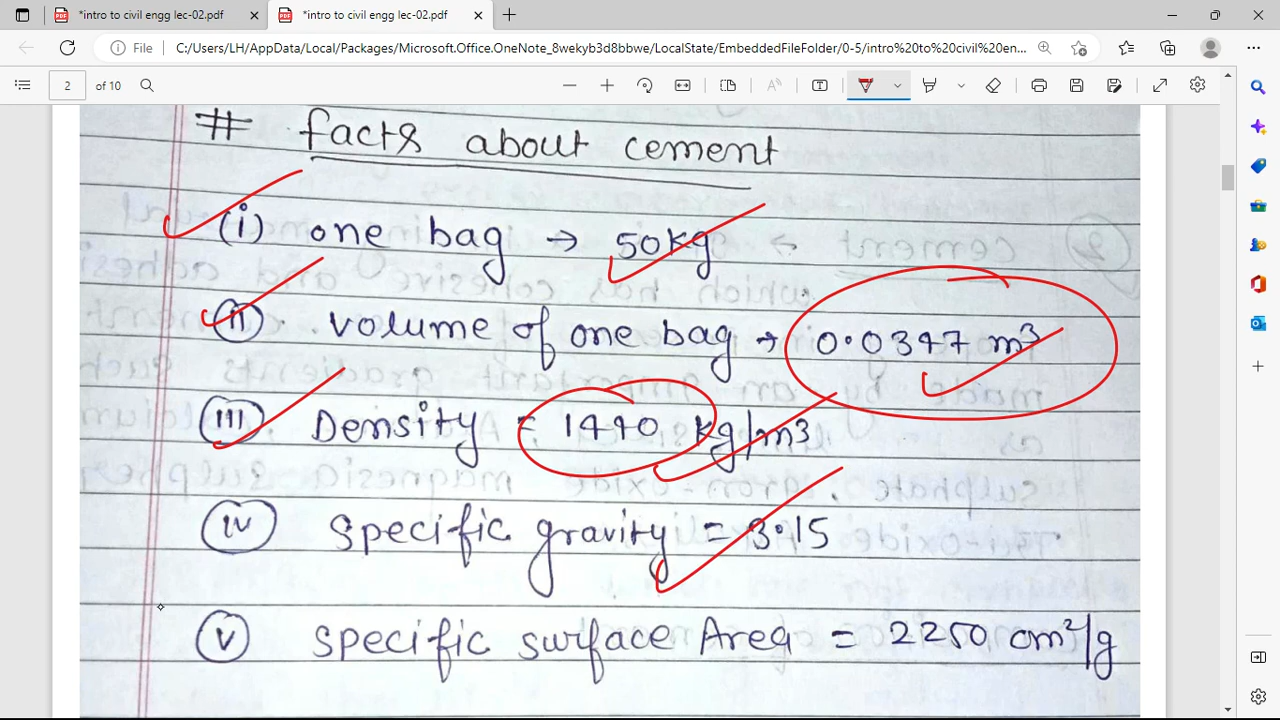 *intro to civil engg lec-02.pdf
*intro to civil engg lec-02.pdf
File
C:/Users/LH/AppData/Local/Packages/Microsoft.Office.OneNote_8wekyb3d8bbwe/LocalState/EmbeddedFileFolder/0-5/intro%20to%20civil%20en...
2 of 10
# facts about cement
(i) one bag → 50kg
(ii) . volume of one bag → 0.0347 m³
(III) Density = 1440 kg/m³
(iv) specific gravity = 3.15
(v) specific surface Area = 2250 cm²/g